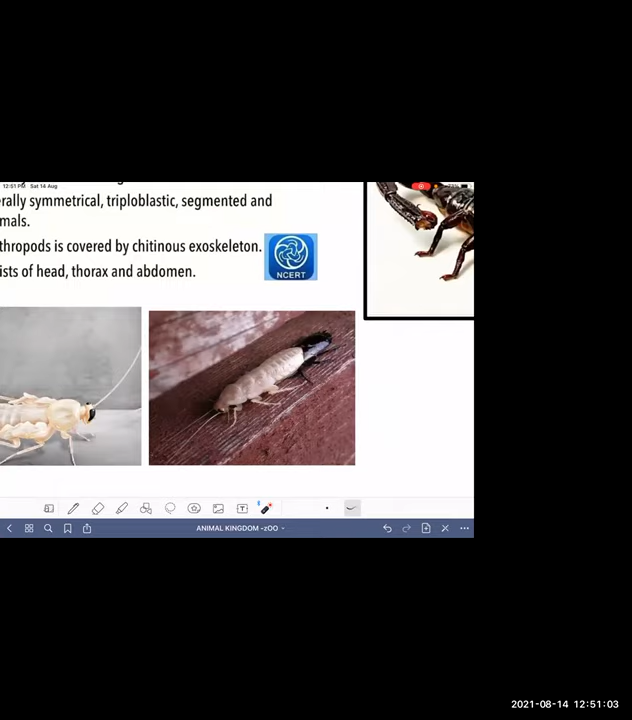 12:51 PM Sat 14 Aug
rally symmetrical, triploblastic, segmented and
mals.
thropods is covered by chitinous exoskeleton.
NCERT
ists of head, thorax and abdomen.
ANIMAL KINGDOM -zOO
2021-08-14 12:51:03